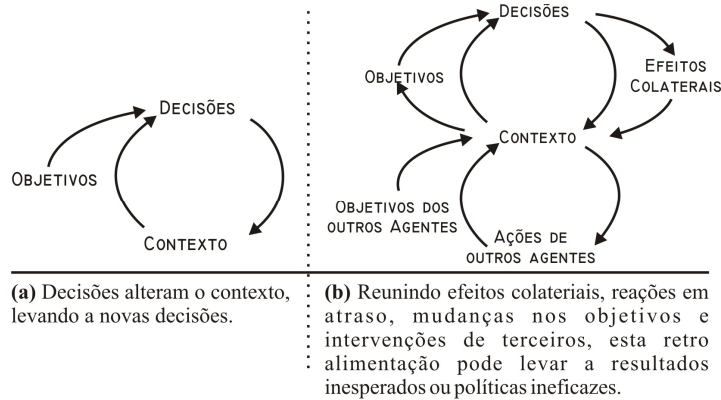 DECISÕES
OBJETIVOS
CONTEXTO
(a) Decisões alteram o contexto,
levando a novas decisões.
DECISÕES
OBJETIVOS
EFEITOS
COLATERAIS
CONTEXTO
OBJETIVOS DOS
OUTROS AGENTES
AÇÕES DE
OUTROS AGENTES
(b) Reunindo efeitos colateriais, reações em
atraso, mudanças nos objetivos e
intervenções de terceiros, esta retro
alimentação pode levar a resultados
inesperados ou políticas ineficazes.